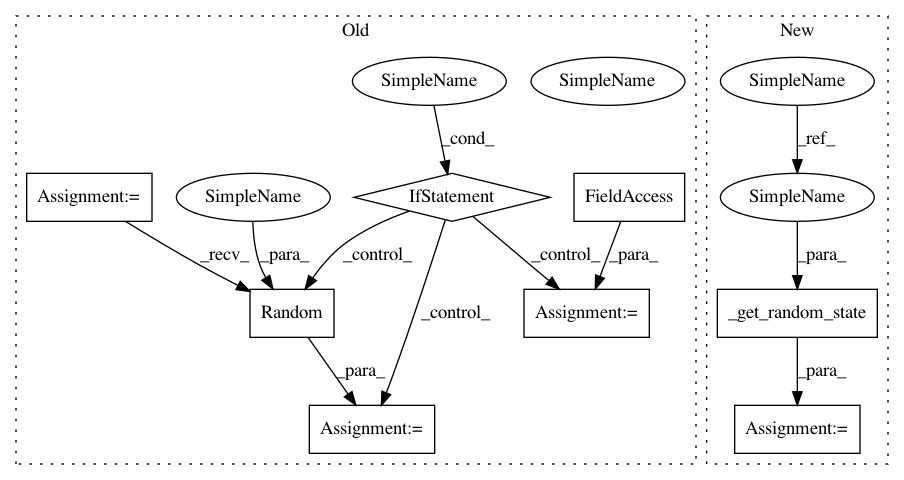 Old
New
SimpleName
SimpleName
SimpleName
_cond_
_ref_
Assignment:=
SimpleName
IfStatement
FieldAccess
SimpleName
_recv_
_para_
_control_
_control_
_para_
_para_
Random
_control_
Assignment:=
_get_random_state
_para_
_para_
Assignment:=
Assignment:=